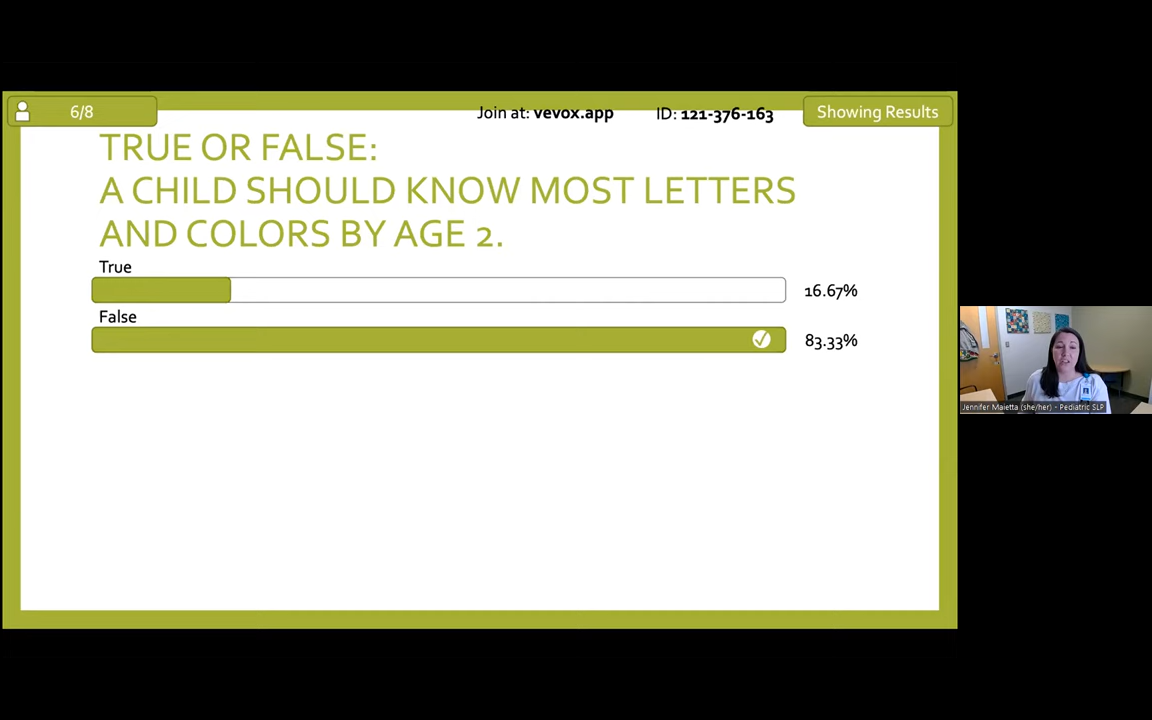 6/8
Join at: vevox.app
ID: 121-376-163
Showing Results
TRUE OR FALSE:
A CHILD SHOULD KNOW MOST LETTERS
AND COLORS BY AGE 2.
True
16.67%
False
83.33%
Jennifer Maietta (she/her) - Pediatric SLP